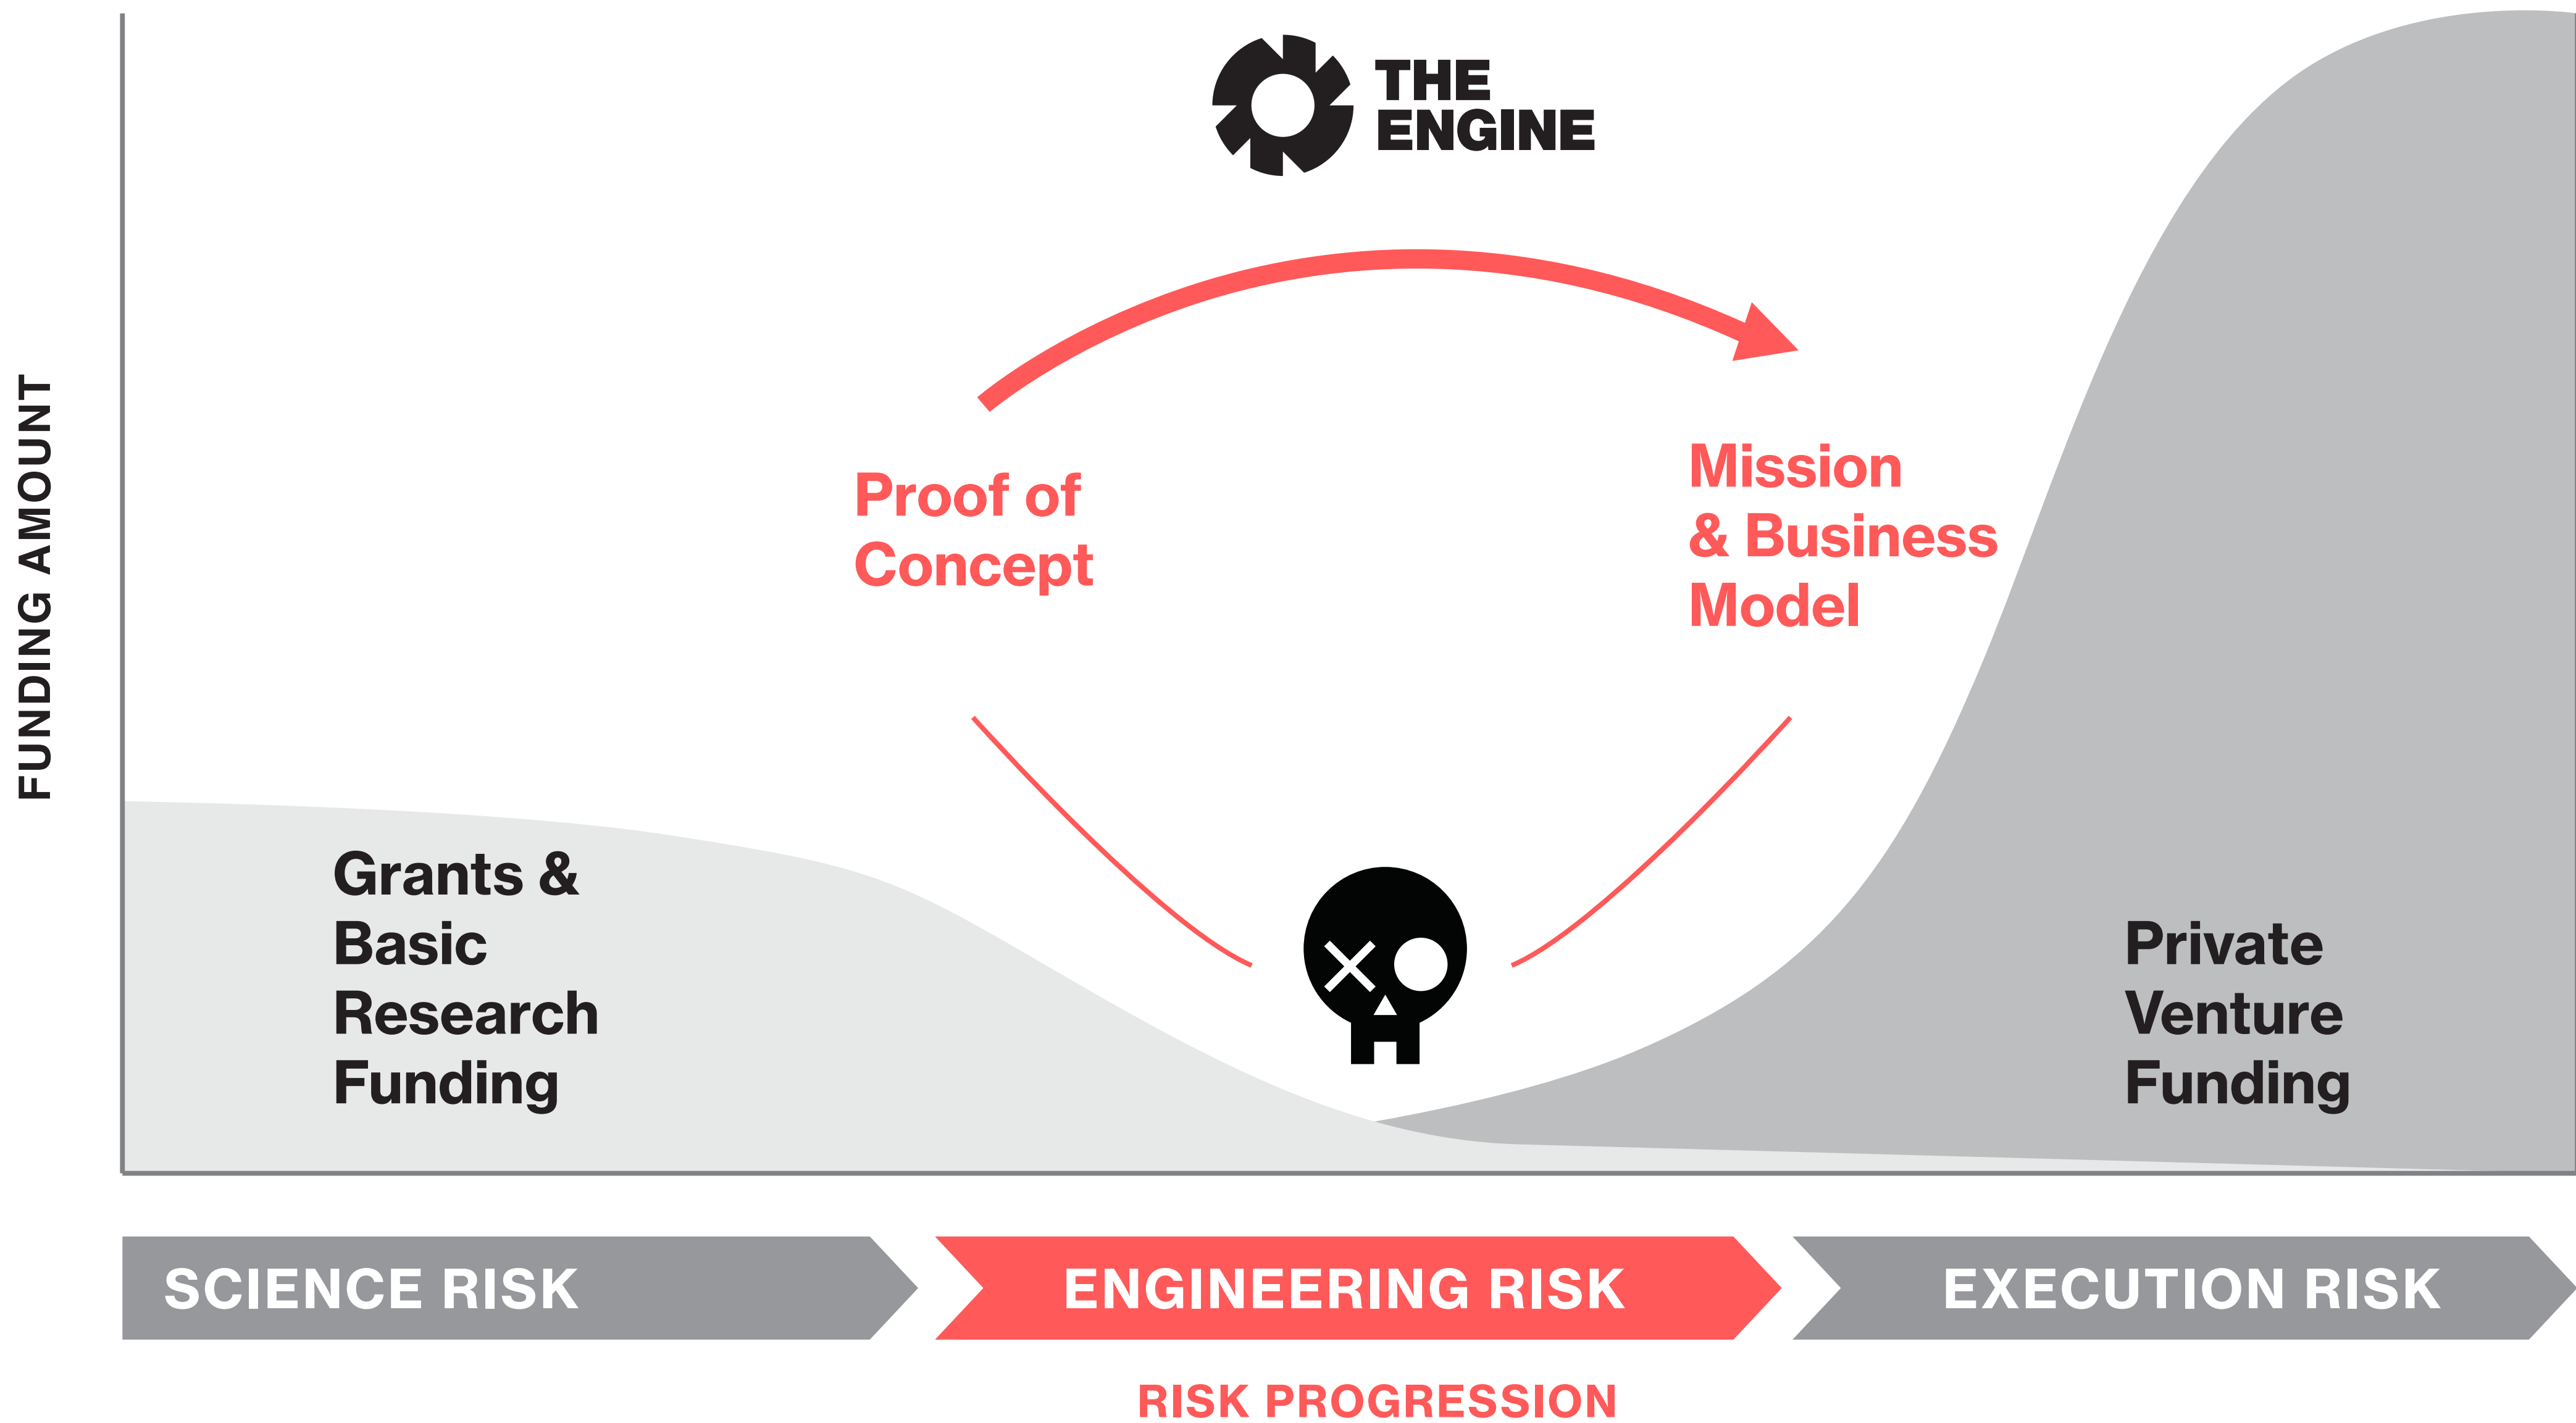 THE
ENGINE
FUNDING AMOUNT
Proof of
Concept
Mission
& Business
Model
Grants &
Basic
Research
Funding
Private
Venture
Funding
SCIENCE RISK
ENGINEERING RISK
EXECUTION RISK
RISK PROGRESSION